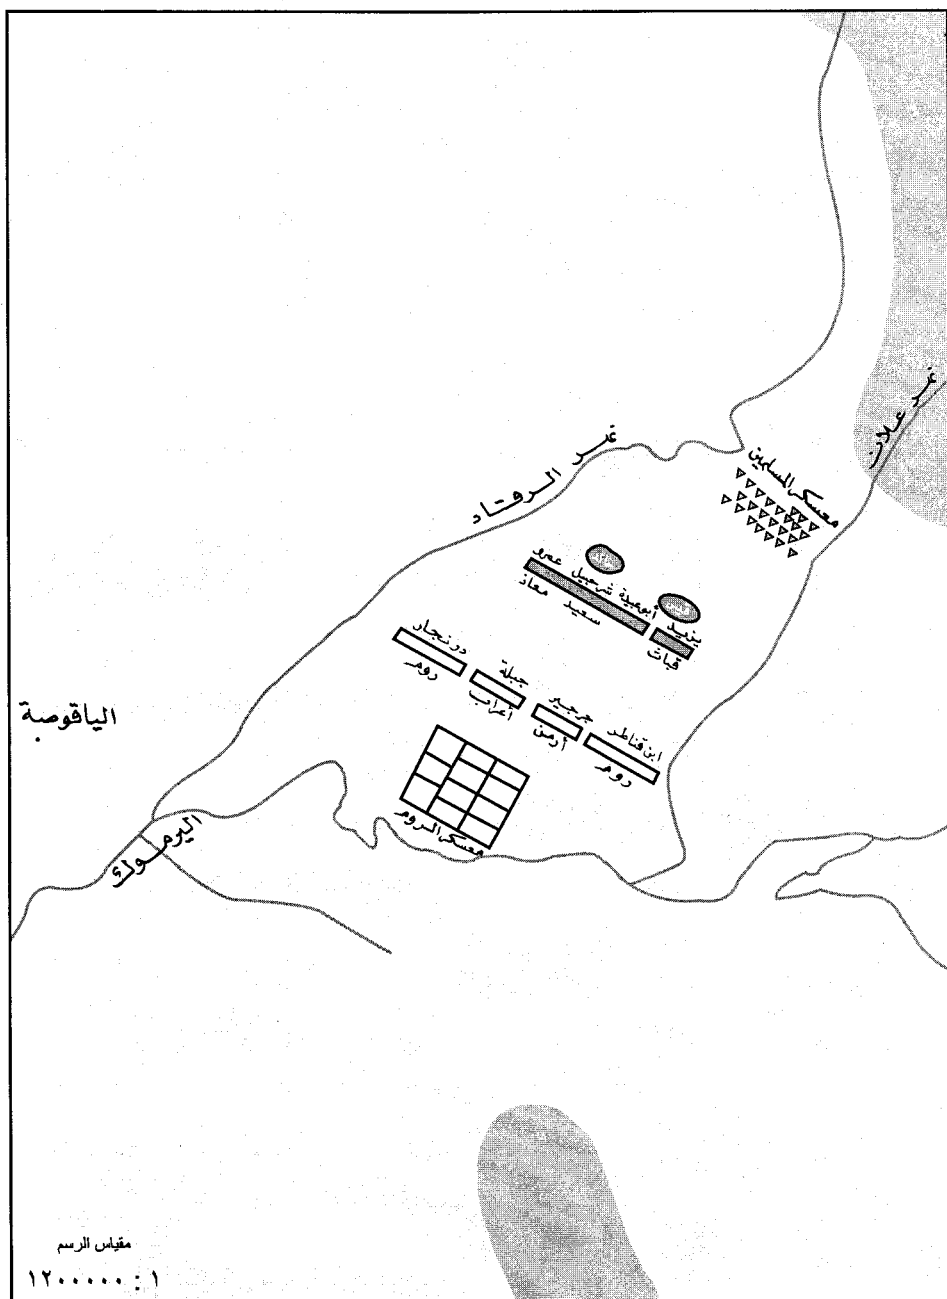 نهر علان
نهر الرقاد
معسكر المسلمين
عمرو
شرحبيل
أبو عبيدة
يزيد
معاذ
سعيد
قباث
درنجار
روم
جبلة
أعراب
جرجير
أرمن
ابن قناطر
روم
معسكر الروم
الياقوصة
اليرموك
مقياس الرسم
١ : ١٢٠٠٠٠٠